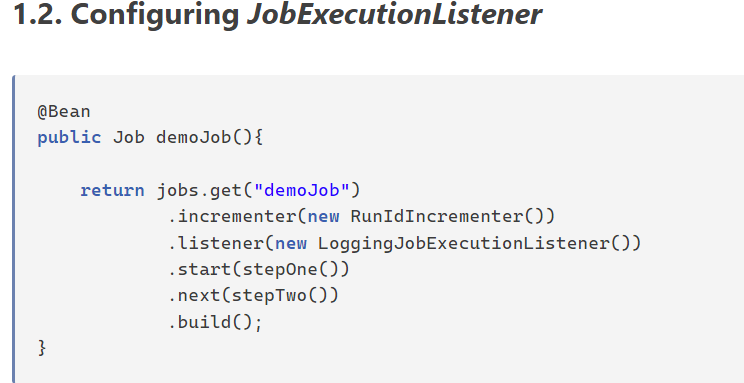 1.2. Configuring JobExecutionListener
@Bean
public Job demoJob(){
return jobs.get("demoJob")
.incrementer(new RunIdIncrementer())
.listener(new LoggingJobExecutionListener())
.start(stepOne())
.next(stepTwo())
.build();
}